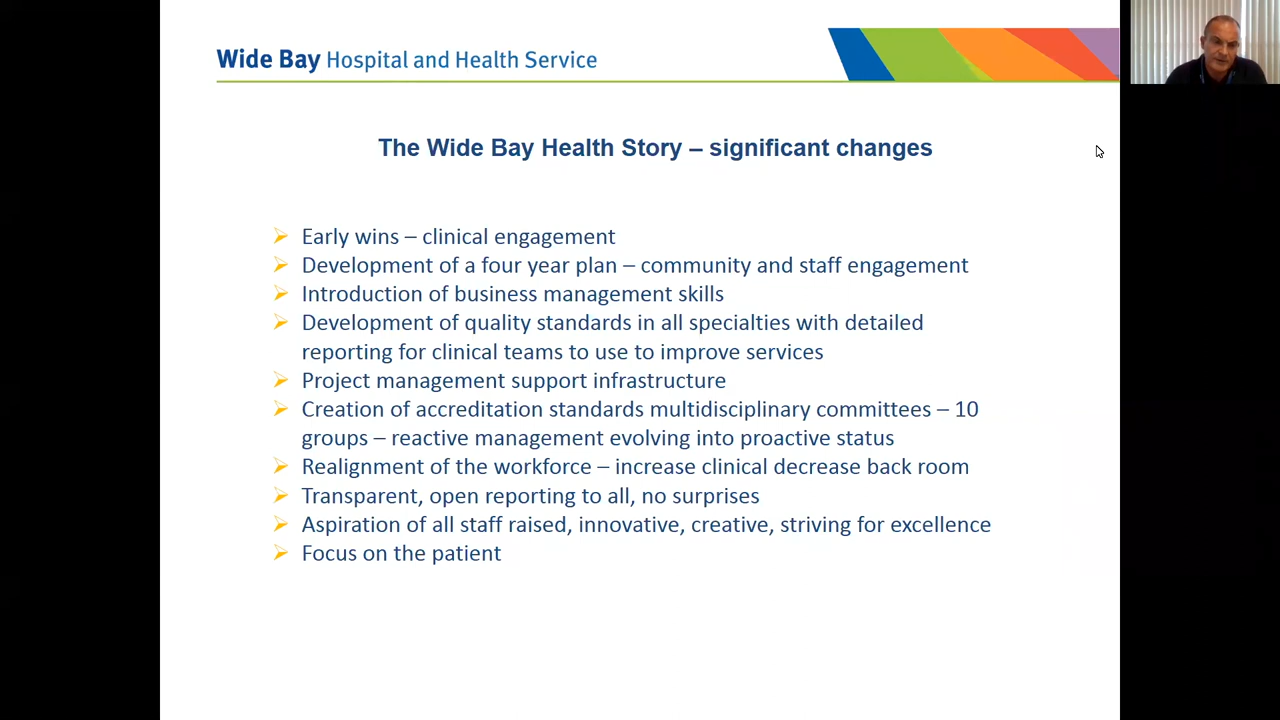 Wide Bay Hospital and Health Service
The Wide Bay Health Story – significant changes
Early wins – clinical engagement
Development of a four year plan – community and staff engagement
Introduction of business management skills
Development of quality standards in all specialties with detailed
reporting for clinical teams to use to improve services
Project management support infrastructure
Creation of accreditation standards multidisciplinary committees – 10
groups – reactive management evolving into proactive status
Realignment of the workforce – increase clinical decrease back room
Transparent, open reporting to all, no surprises
Aspiration of all staff raised, innovative, creative, striving for excellence
Focus on the patient